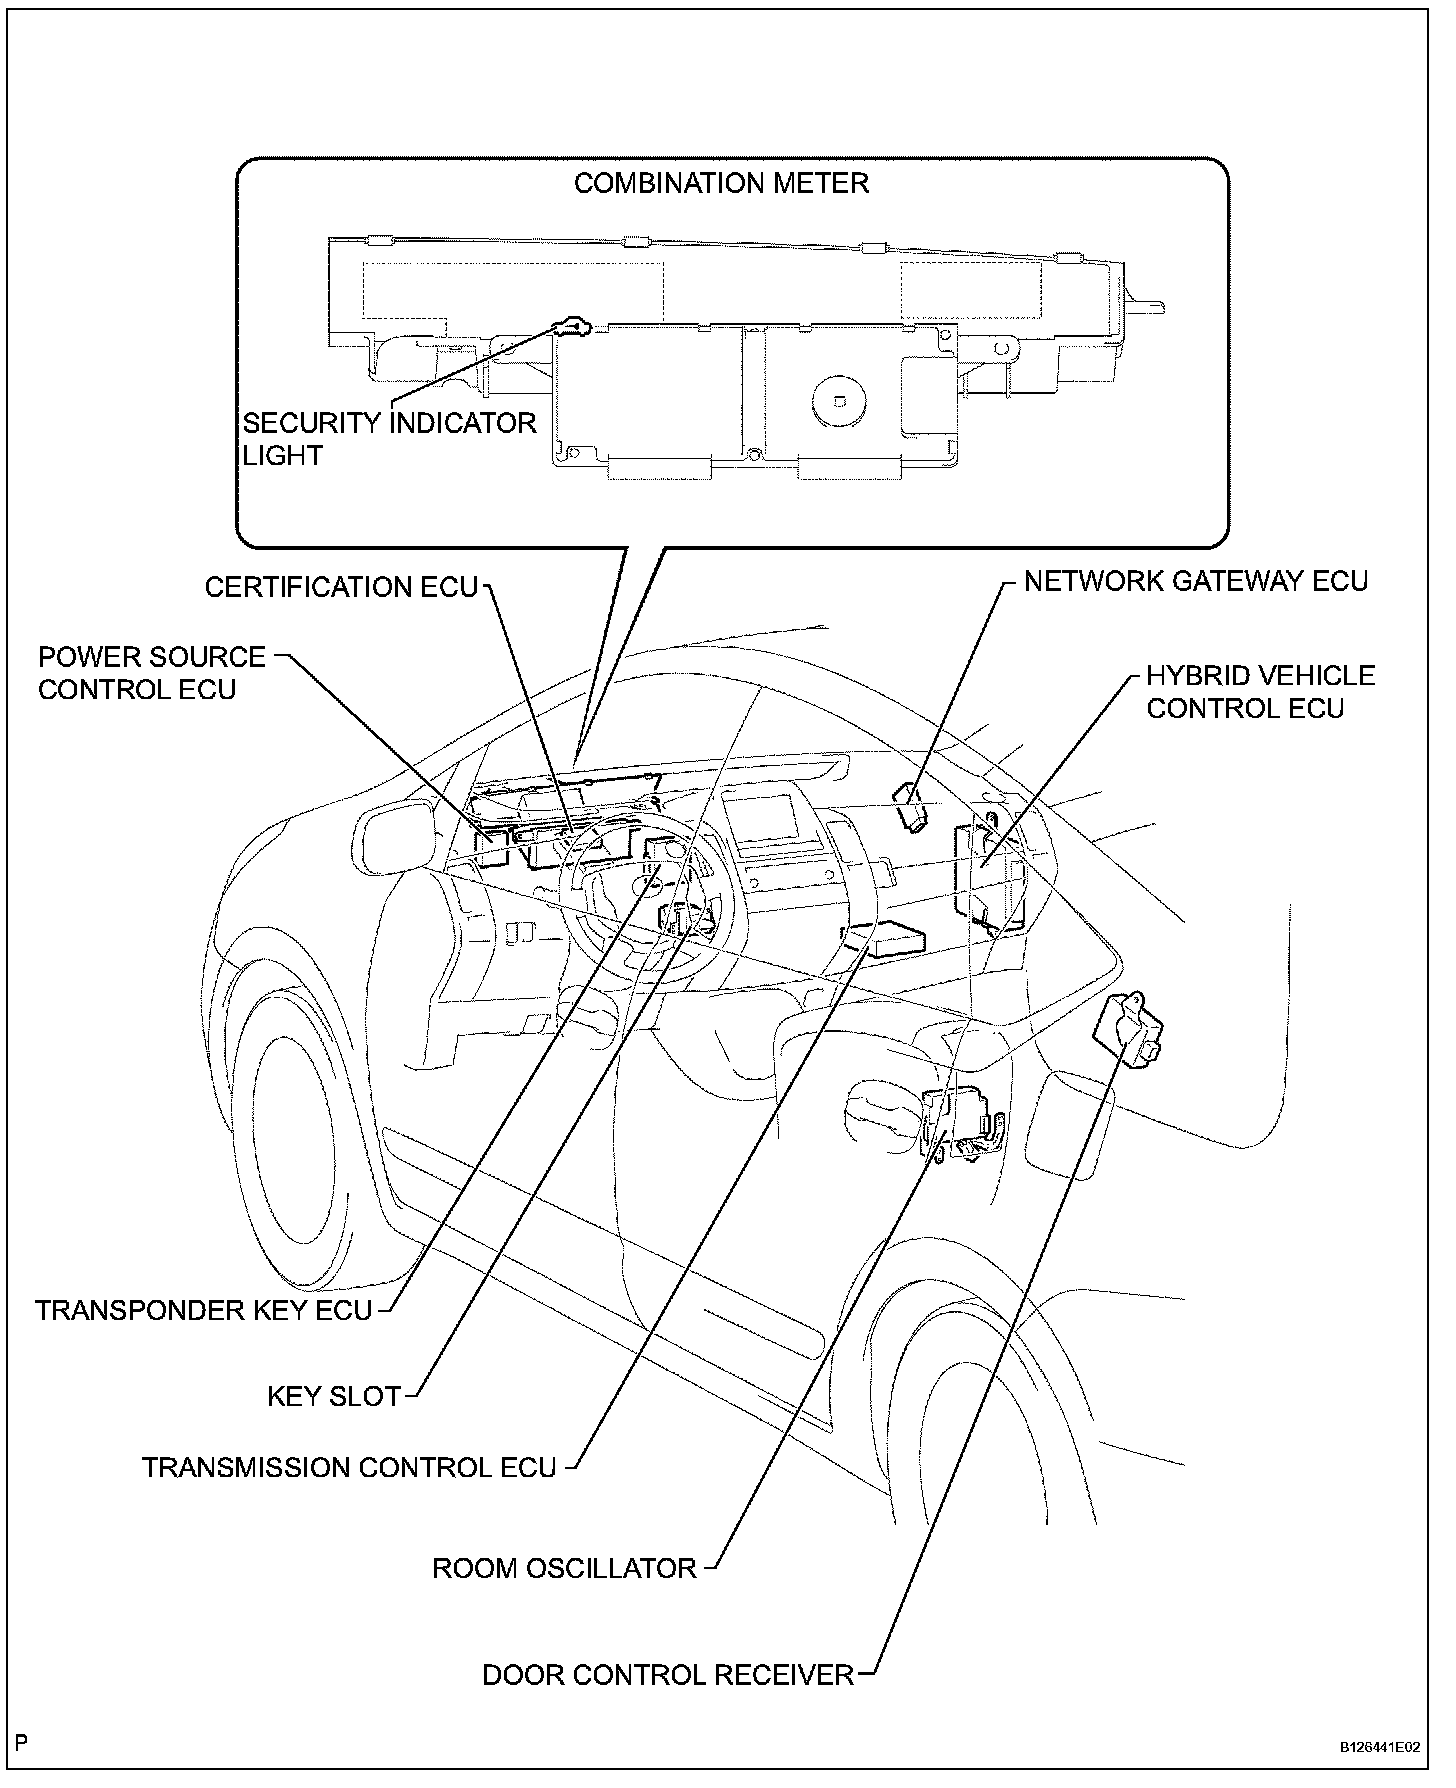 COMBINATION METER
SECURITY INDICATOR
LIGHT
CERTIFICATION ECU
NETWORK GATEWAY ECU
POWER SOURCE
CONTROL ECU
HYBRID VEHICLE
CONTROL ECU
TRANSPONDER KEY ECU
KEY SLOT
TRANSMISSION CONTROL ECU
ROOM OSCILLATOR
DOOR CONTROL RECEIVER
P
B126441E02